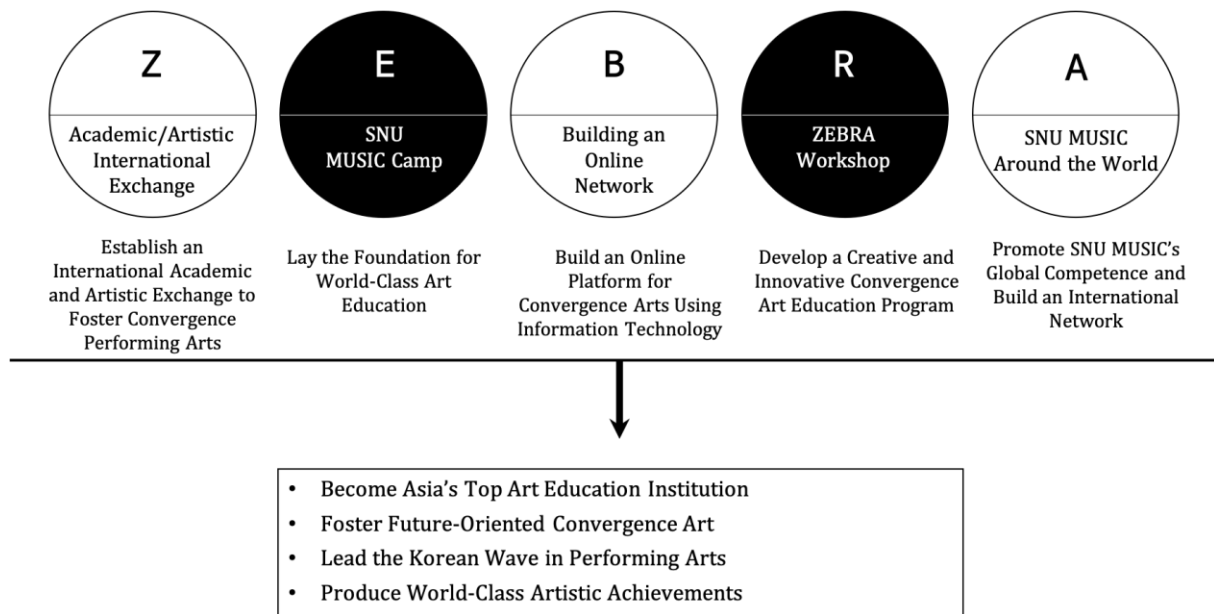 Z
Academic/Artistic
International
Exchange
Establish an
International Academic
and Artistic Exchange to
Foster Convergence
Performing Arts
E
SNU
MUSIC Camp
Lay the Foundation for
World-Class Art
Education
B
Building an
Online
Network
Build an Online
Platform for
Convergence Arts Using
Information Technology
R
ZEBRA
Workshop
Develop a Creative and
Innovative Convergence
Art Education Program
A
SNU MUSIC
Around the World
Promote SNU MUSIC’s
Global Competence and
Build an International
Network
• Become Asia’s Top Art Education Institution
• Foster Future-Oriented Convergence Art
• Lead the Korean Wave in Performing Arts
• Produce World-Class Artistic Achievements